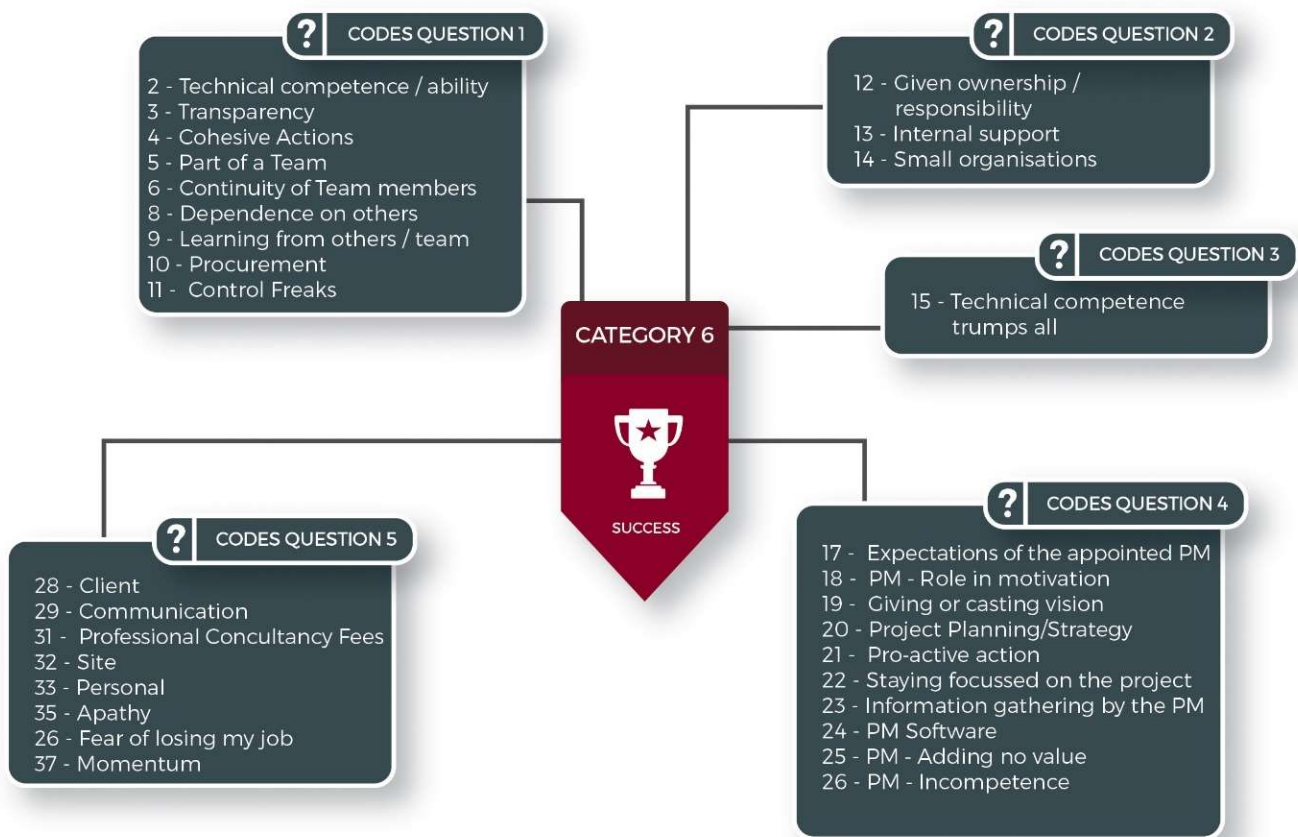 ? CODES QUESTION 1
2 - Technical competence / ability
3 - Transparency
4 - Cohesive Actions
5 - Part of a Team
6 - Continuity of Team members
8 - Dependence on others
9 - Learning from others / team
10 - Procurement
11 - Control Freaks
? CODES QUESTION 2
12 - Given ownership /
responsibility
13 - Internal support
14 - Small organisations
? CODES QUESTION 3
15 - Technical competence
trumps all
CATEGORY 6
SUCCESS
? CODES QUESTION 5
28 - Client
29 - Communication
31 - Professional Concultancy Fees
32 - Site
33 - Personal
35 - Apathy
26 - Fear of losing my job
37 - Momentum
? CODES QUESTION 4
17 - Expectations of the appointed PM
18 - PM - Role in motivation
19 - Giving or casting vision
20 - Project Planning/Strategy
21 - Pro-active action
22 - Staying focussed on the project
23 - Information gathering by the PM
24 - PM Software
25 - PM - Adding no value
26 - PM - Incompetence